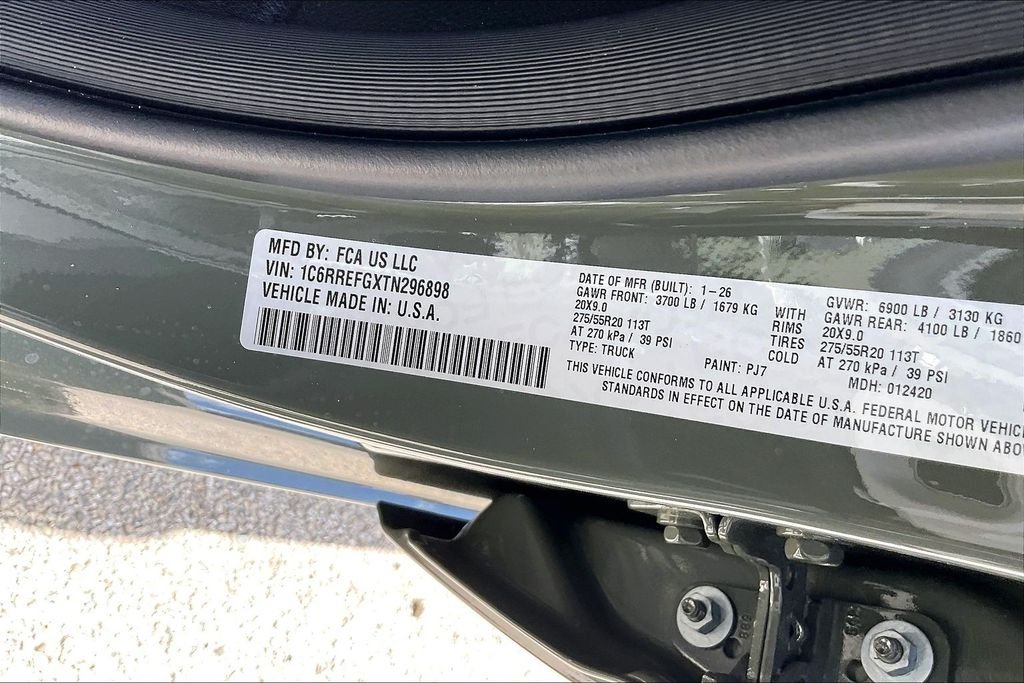 MFD BY: FCA US LLC
VIN: 1C6RREFGXTN296898
VEHICLE MADE IN: U.S.A.
DATE OF MFR (BUILT): 1-26
GAWR FRONT: 3700 LB / 1679 KG WITH
20X9.0 RIMS
275/55R20 113T TIRES
AT 270 kPa / 39 PSI COLD
TYPE: TRUCK PAINT: PJ7
GVWR: 6900 LB / 3130 KG
GAWR REAR: 4100 LB / 1860
20X9.0
275/55R20 113T
AT 270 kPa / 39 PSI
MDH: 012420
THIS VEHICLE CONFORMS TO ALL APPLICABLE U.S.A. FEDERAL MOTOR VEHIC
STANDARDS IN EFFECT ON THE DATE OF MANUFACTURE SHOWN ABO